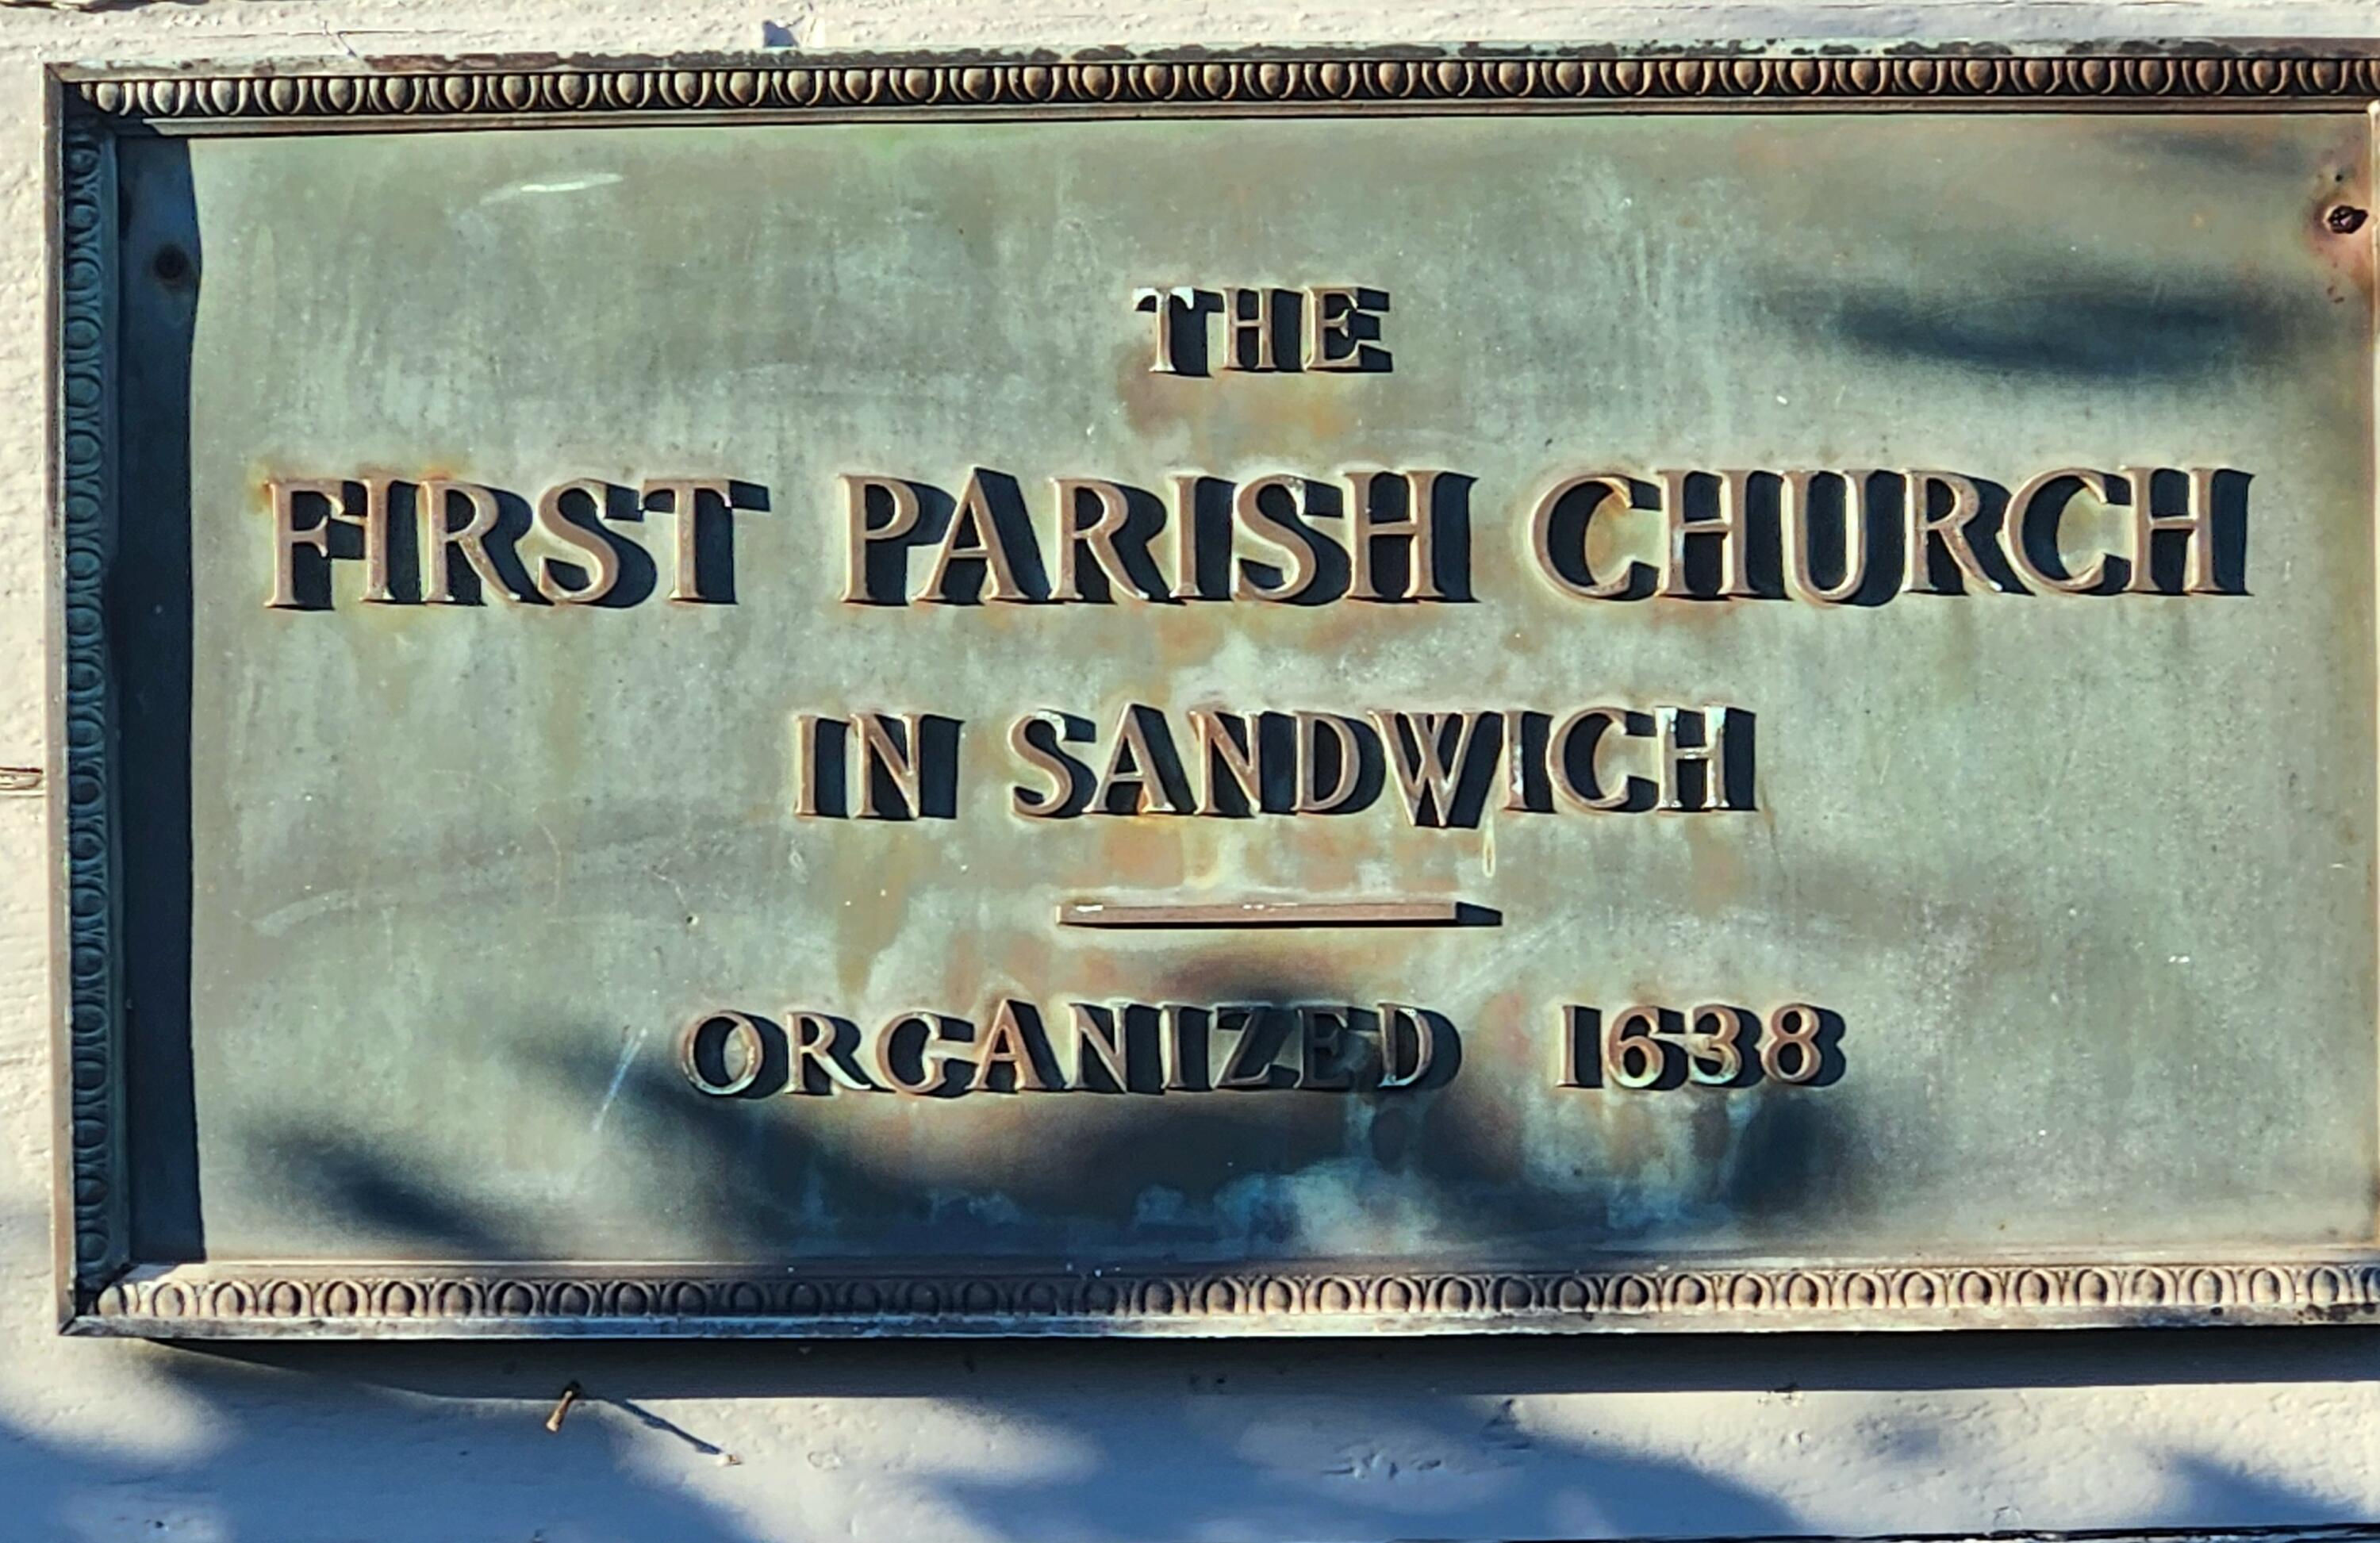 THE
FIRST PARISH CHURCH
IN SANDWICH
ORGANIZED 1638